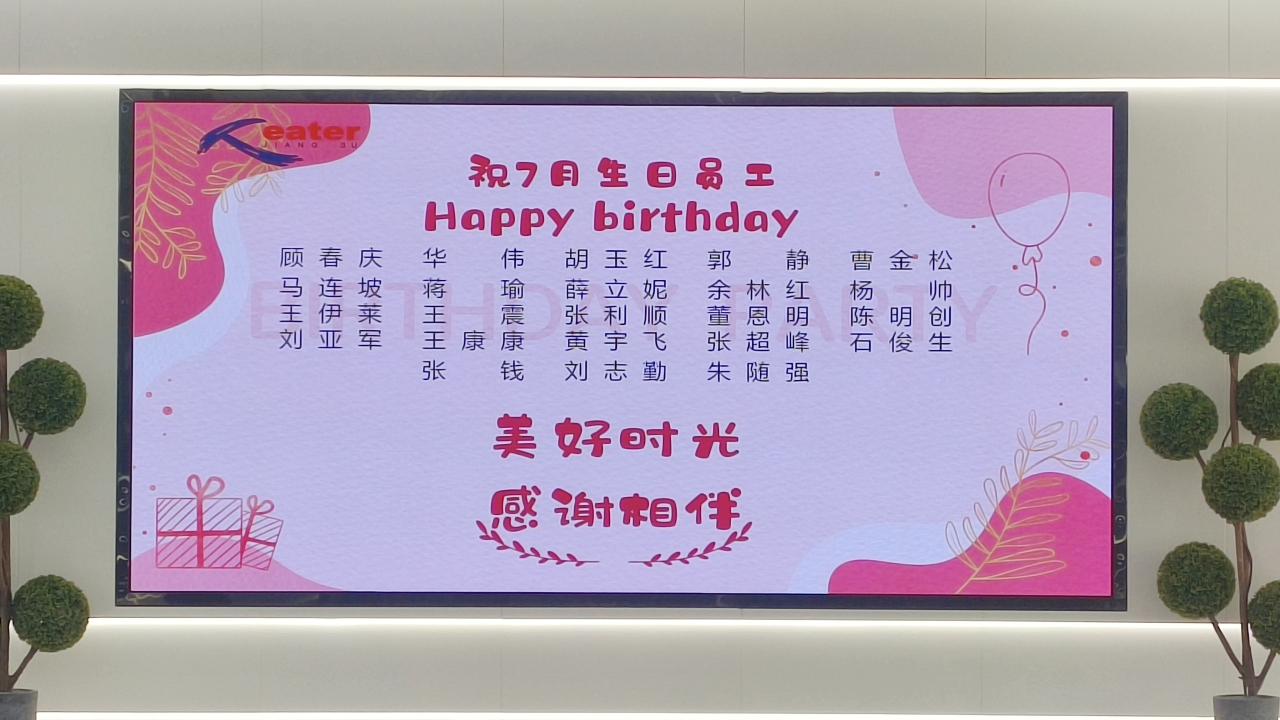 Keater
JIANG SU
祝7月生日员工
Happy birthday
BIRTHDAY PARTY
顾春庆 华伟 胡玉红 郭静 曹金松
马连坡 蒋瑜 薛立妮 余林红 杨帅
王伊莱 王震 张利顺 董恩明 陈明创
刘亚军 王康康 黄宇飞 张超峰 石俊生
张钱 刘志勤 朱随强
美好时光
感谢相伴